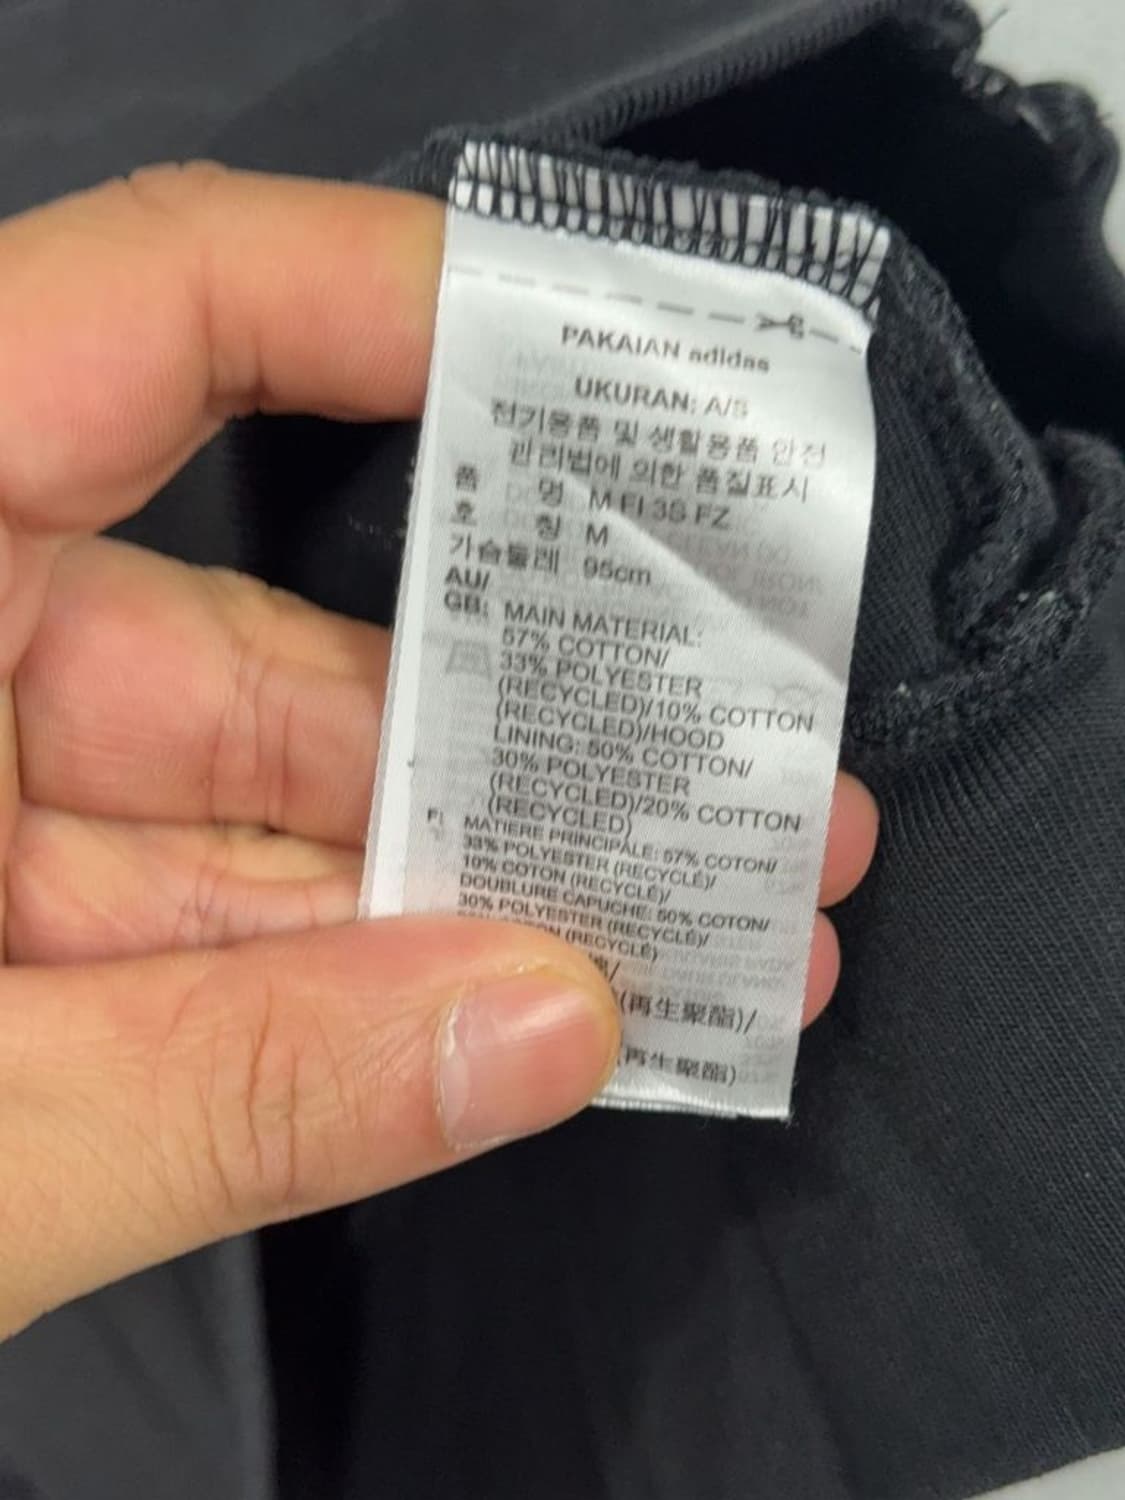 PAKAIAN adidas
UKURAN: A/S
전기용품 및 생활용품 안전
관리법에 의한 품질표시
품 명 M FI 3S FZ
호 칭 M
가슴둘레 95cm
AU/
GB: MAIN MATERIAL:
57% COTTON/
33% POLYESTER
(RECYCLED)/10% COTTON
(RECYCLED)/HOOD
LINING: 50% COTTON/
30% POLYESTER
(RECYCLED)/20% COTTON
(RECYCLED)
MATIERE PRINCIPALE: 57% COTON/
33% POLYESTER (RECYCLÉ)/
10% COTON (RECYCLÉ)/
DOUBLURE CAPUCHE: 50% COTON/
30% POLYESTER (RECYCLÉ)/
(RECYCLÉ)
(再生聚酯)/
(再生聚酯)